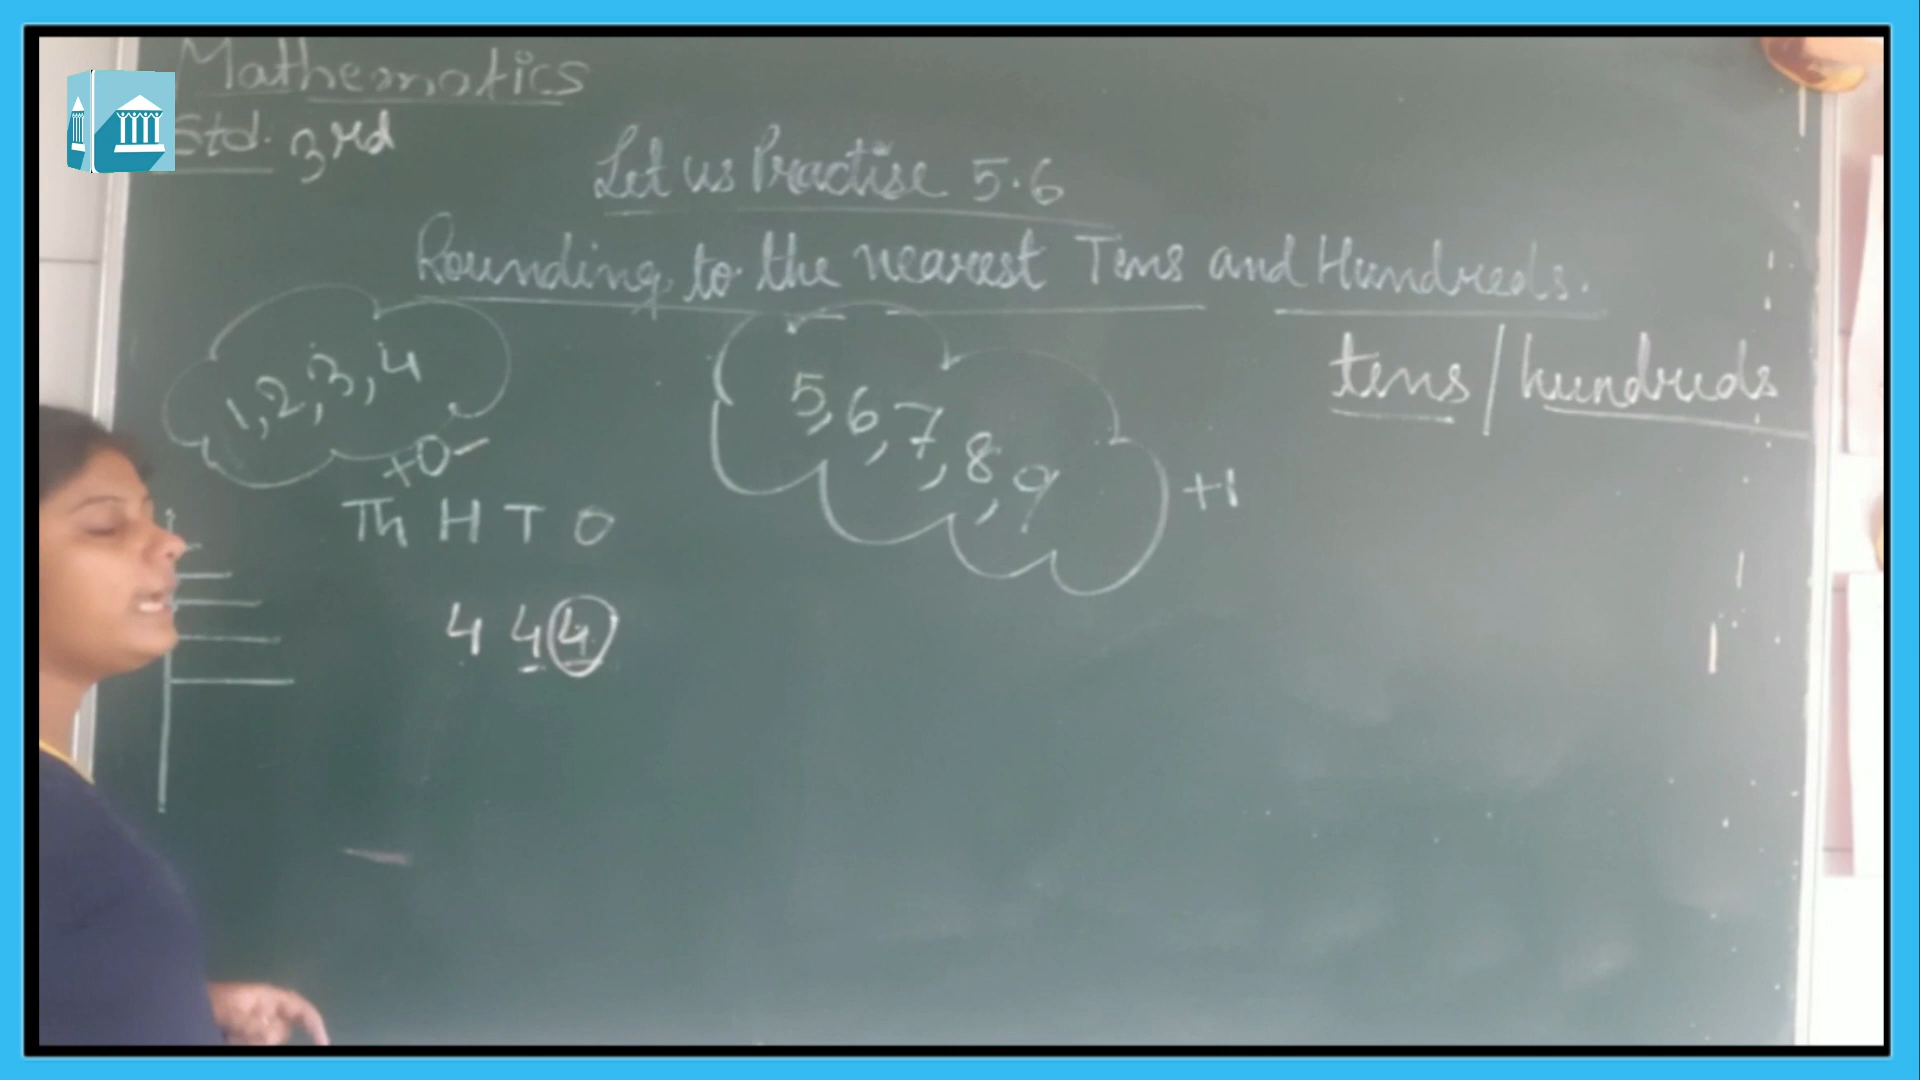 Mathematics
Std. 3rd
Let us Practise 5.6
Rounding to the nearest Tens and Hundreds.
tens / hundreds
1, 2, 3, 4
+0
5, 6, 7, 8, 9
+1
Th H T O
4 4 4